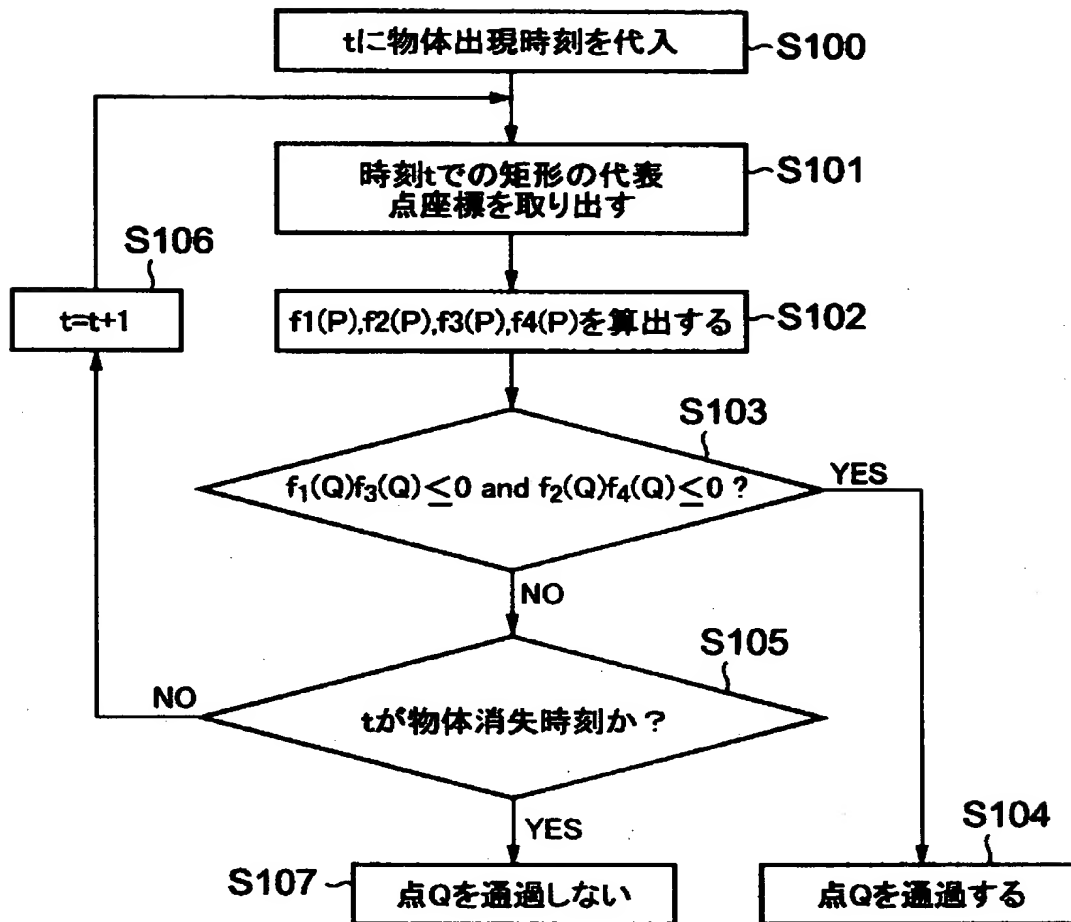 tに物体出現時刻を代入
S100
時刻tでの矩形の代表
点座標を取り出す
S101
S106
t=t+1
f1(P),f2(P),f3(P),f4(P)を算出する
S102
S103
f₁(Q)f₃(Q)≤0 and f₂(Q)f₄(Q)≤0 ?
YES
NO
S105
NO
tが物体消失時刻か？
YES
S104
S107
点Qを通過しない
点Qを通過する